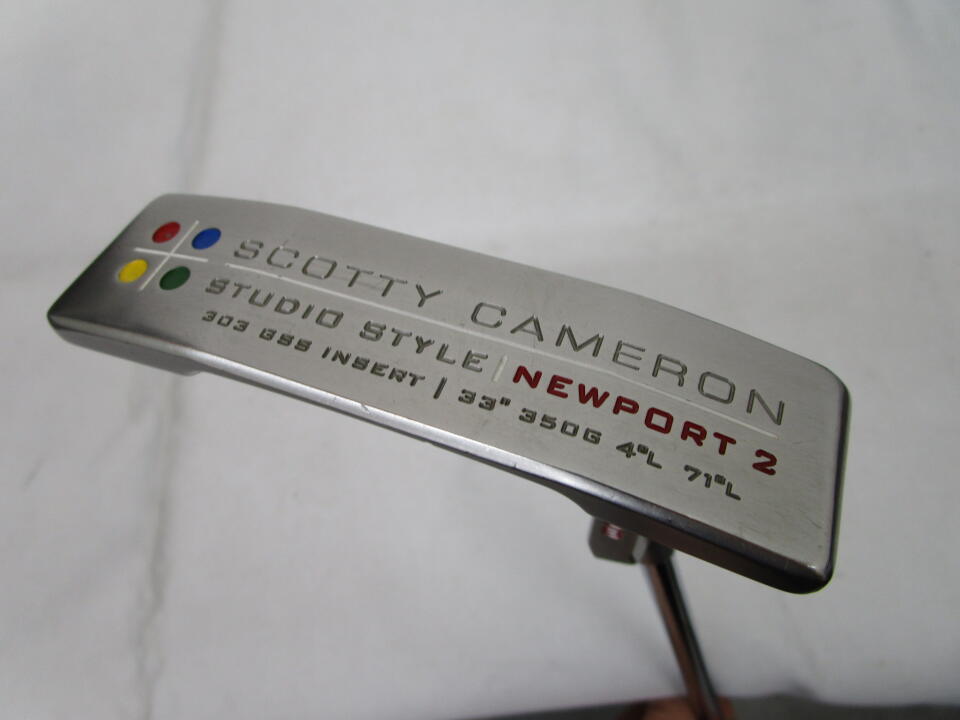 SCOTTY CAMERON
STUDIO STYLE | NEWPORT 2
303 GSS INSERT | 33" 350G 4°L 71°L